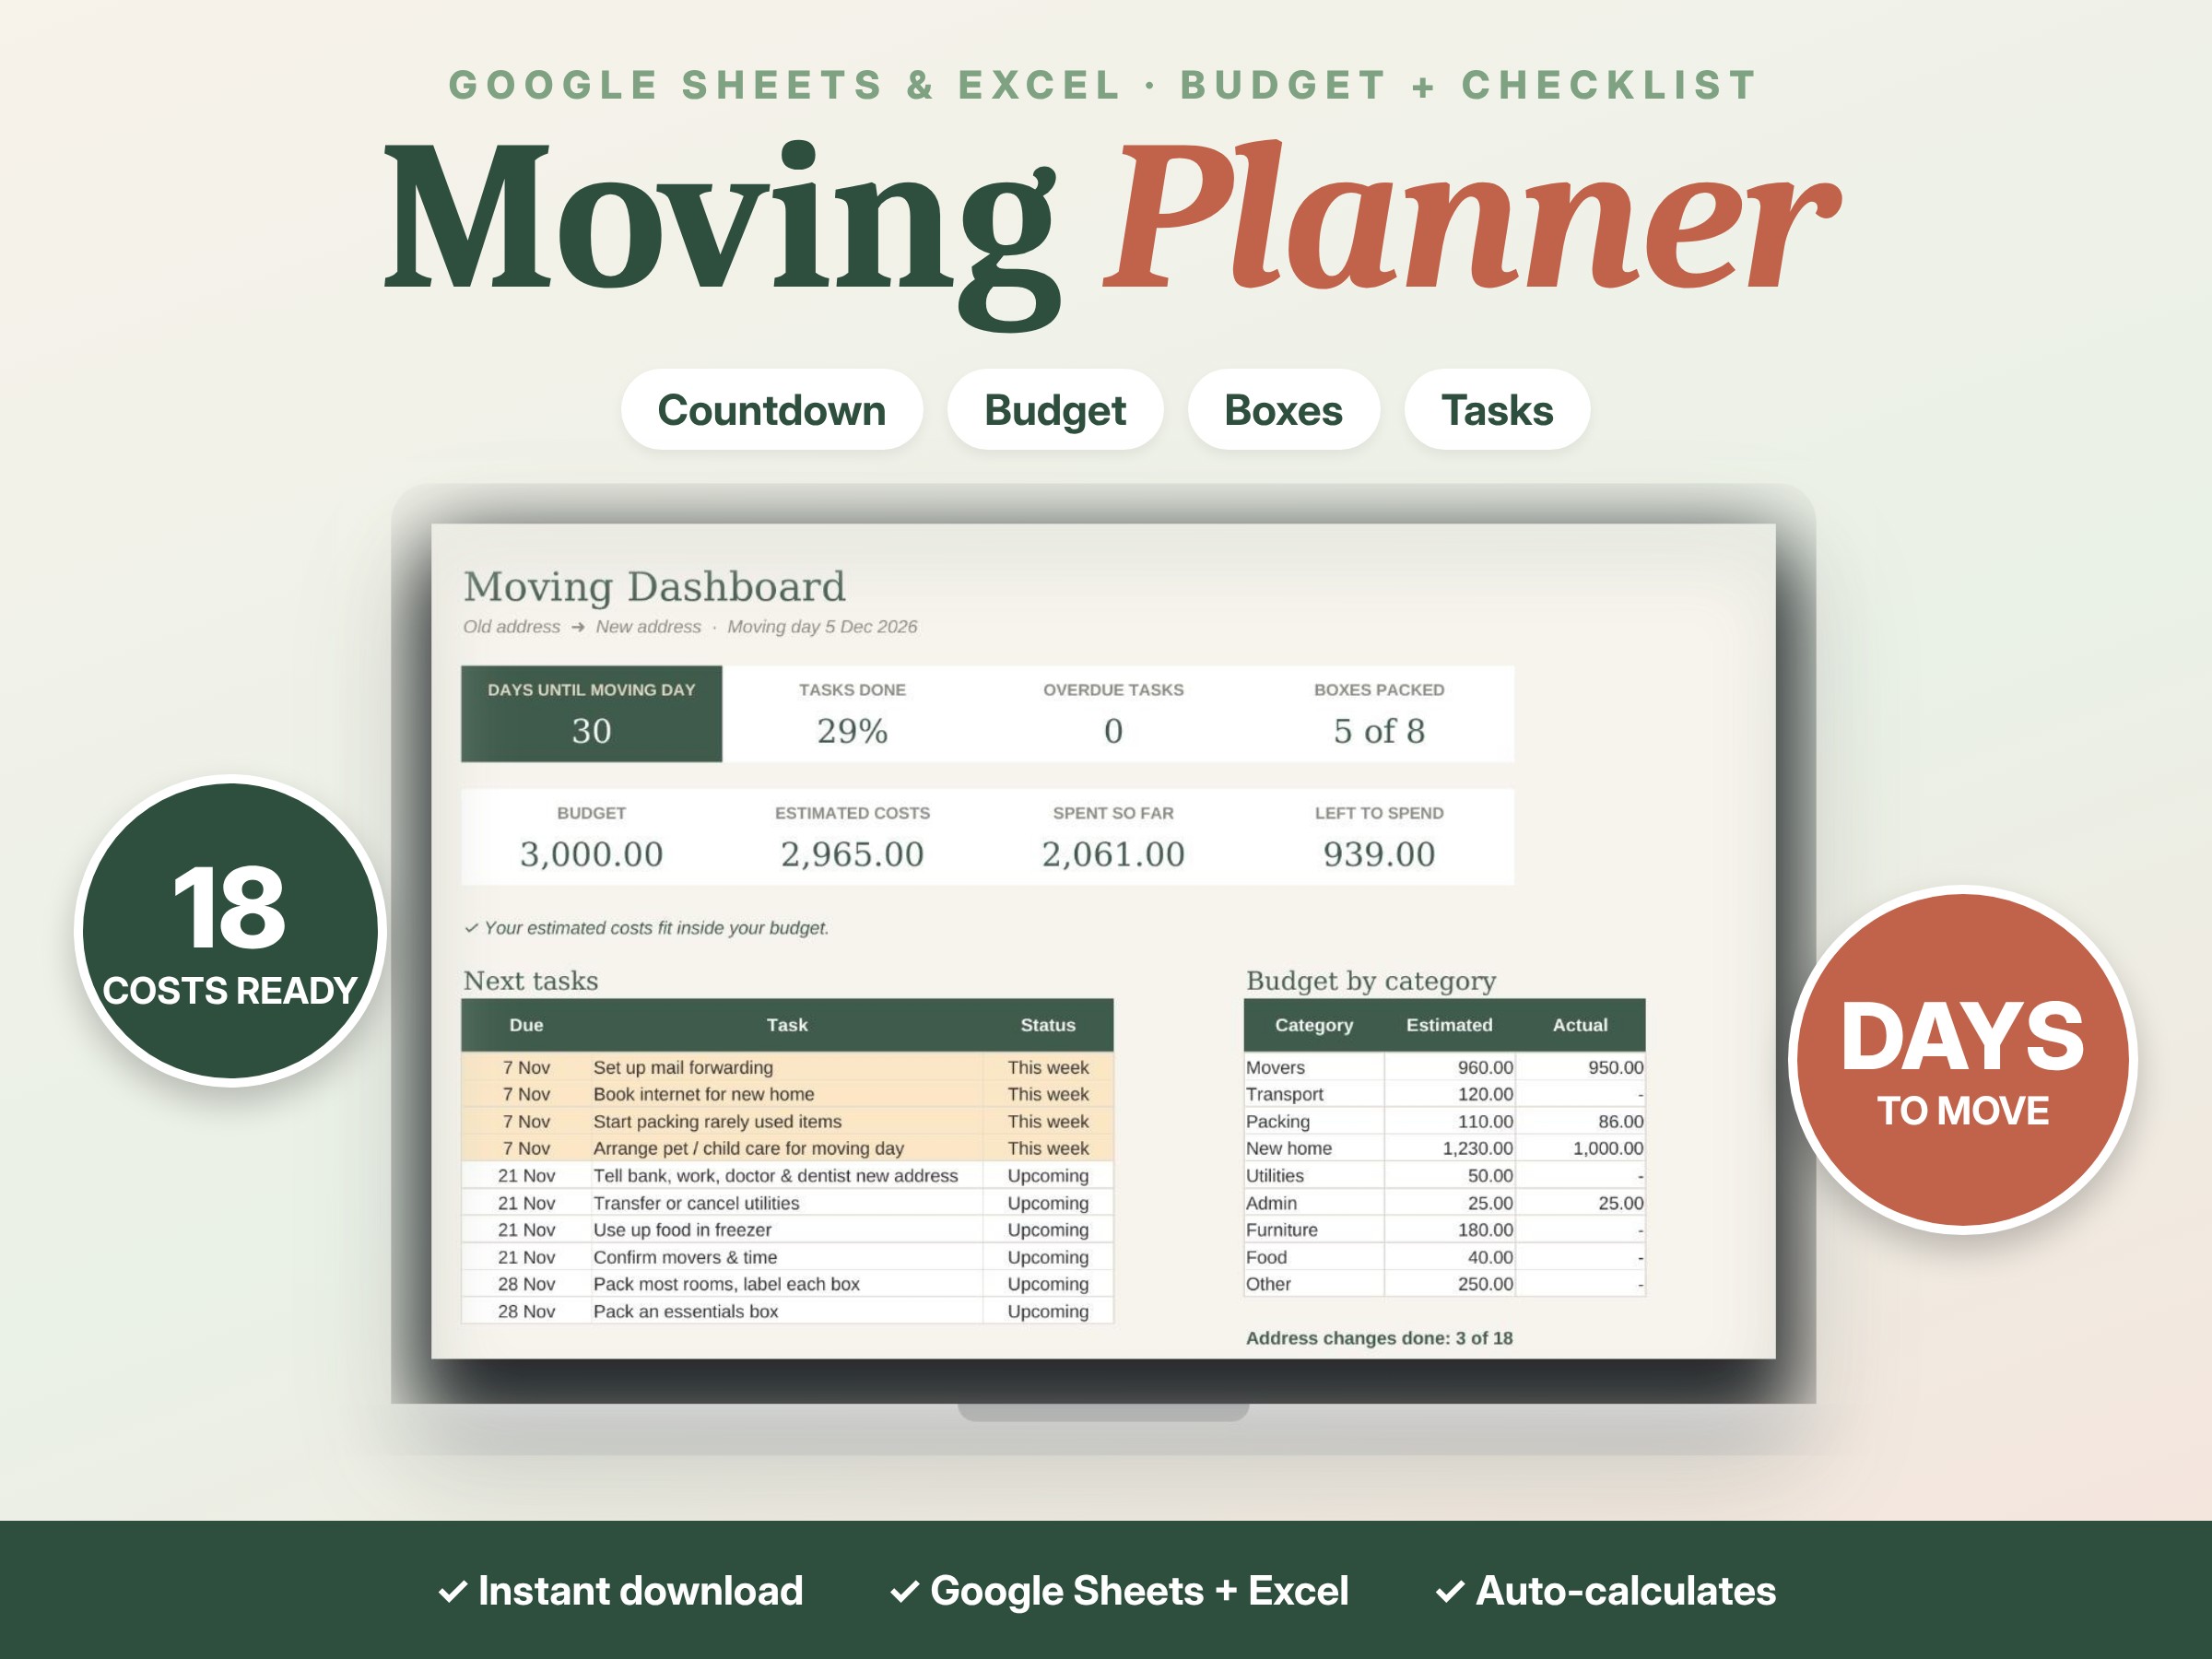 GOOGLE SHEETS & EXCEL · BUDGET + CHECKLIST
Moving Planner
Countdown Budget Boxes Tasks
Moving Dashboard
Old address ➔ New address · Moving day 5 Dec 2026
DAYS UNTIL MOVING DAY TASKS DONE OVERDUE TASKS BOXES PACKED
30 29% 0 5 of 8
BUDGET ESTIMATED COSTS SPENT SO FAR LEFT TO SPEND
3,000.00 2,965.00 2,061.00 939.00
✓ Your estimated costs fit inside your budget.
18
COSTS READY
DAYS
TO MOVE
Next tasks
Due Task Status
7 Nov Set up mail forwarding This week
7 Nov Book internet for new home This week
7 Nov Start packing rarely used items This week
7 Nov Arrange pet / child care for moving day This week
21 Nov Tell bank, work, doctor & dentist new address Upcoming
21 Nov Transfer or cancel utilities Upcoming
21 Nov Use up food in freezer Upcoming
21 Nov Confirm movers & time Upcoming
28 Nov Pack most rooms, label each box Upcoming
28 Nov Pack an essentials box Upcoming
Budget by category
Category Estimated Actual
Movers 960.00 950.00
Transport 120.00 -
Packing 110.00 86.00
New home 1,230.00 1,000.00
Utilities 50.00 -
Admin 25.00 25.00
Furniture 180.00 -
Food 40.00 -
Other 250.00 -
Address changes done: 3 of 18
✓ Instant download ✓ Google Sheets + Excel ✓ Auto-calculates